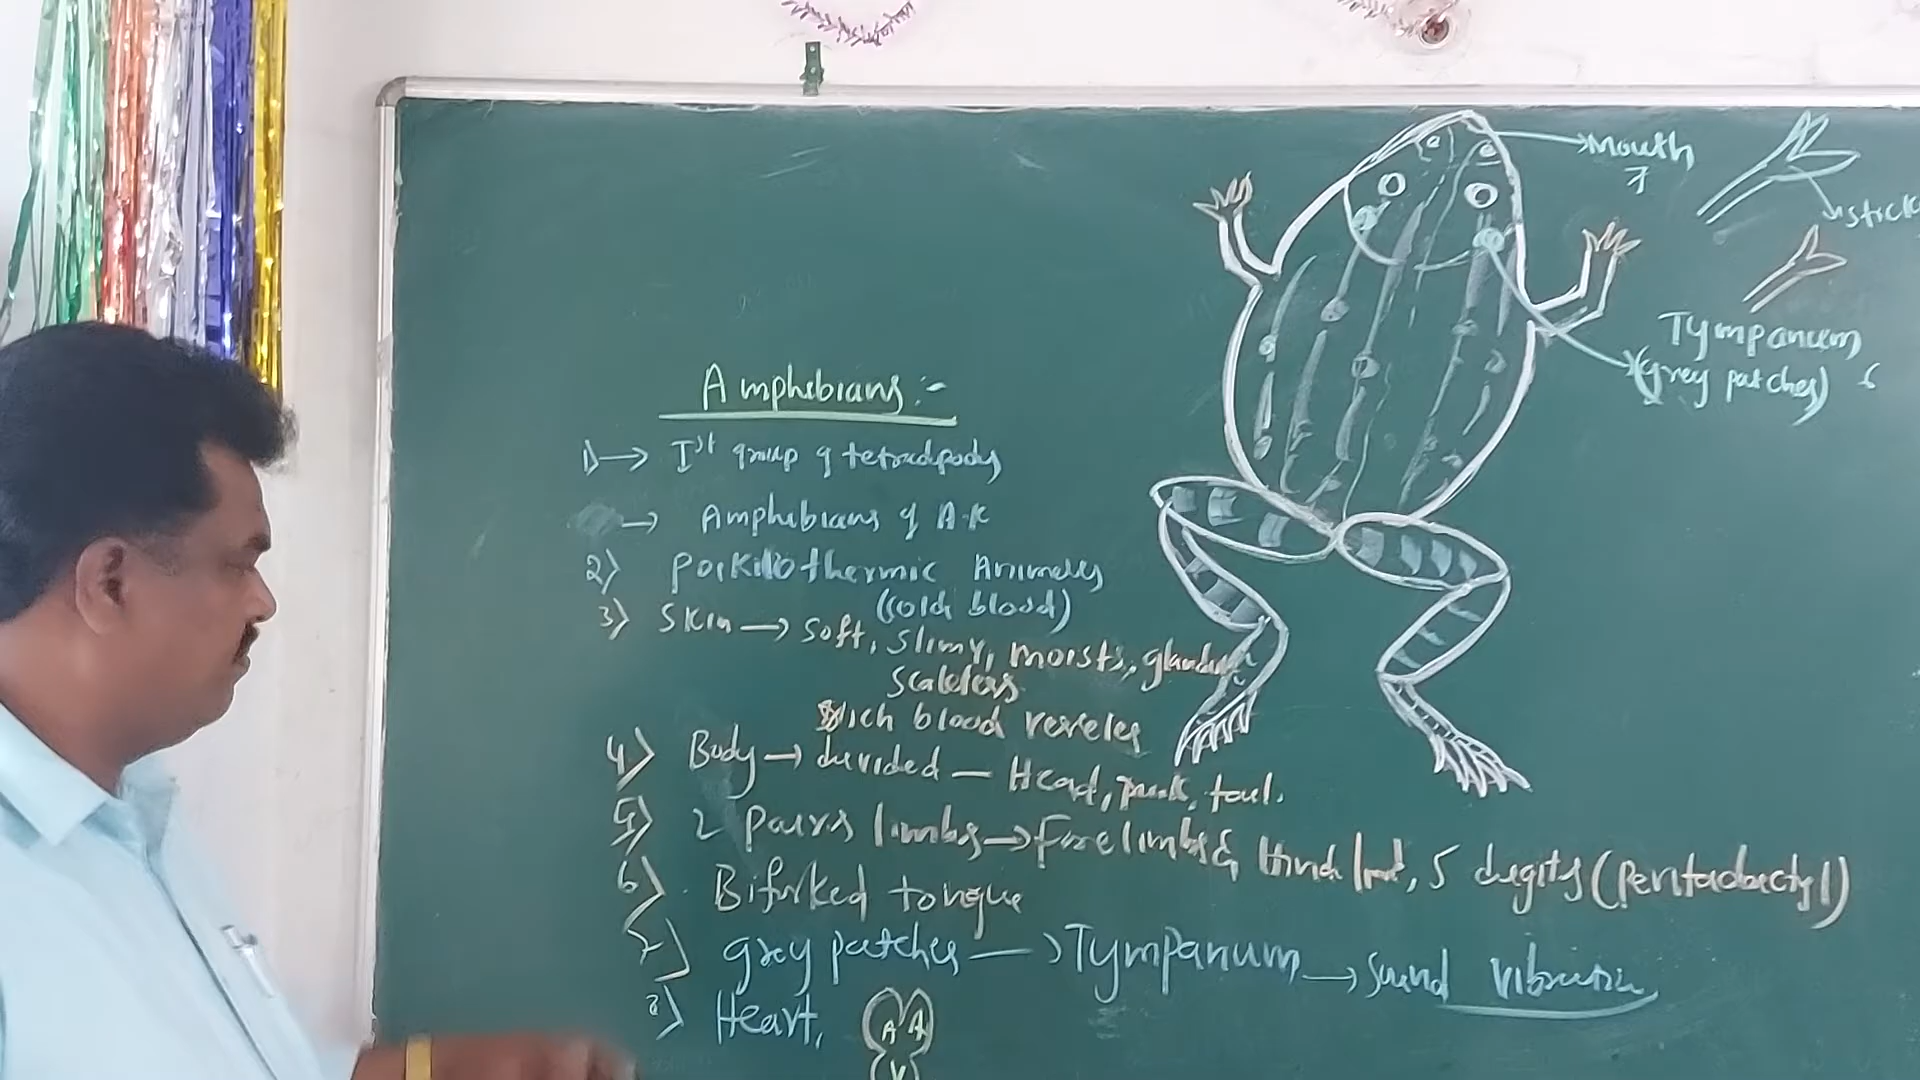 Amphibians :-
1) → Ist group of tetradpods
→ Amphibians of A.K
2) Poikilothermic Animals
(cold blood)
3) Skin → Soft, Slimy, moists, glandular
Scaleless
Rich blood vessels
4) Body → divided — Head, trunk, tail.
5) 2 pairs limbs → Forelimbs & Hind limb, 5 digits (Pentadactyl)
6) Bifurked tongue
7) grey patches → Tympanum → Sound vibration
8) Heart,
A A
V
Mouth
stick
Tympanum
(Grey patches)